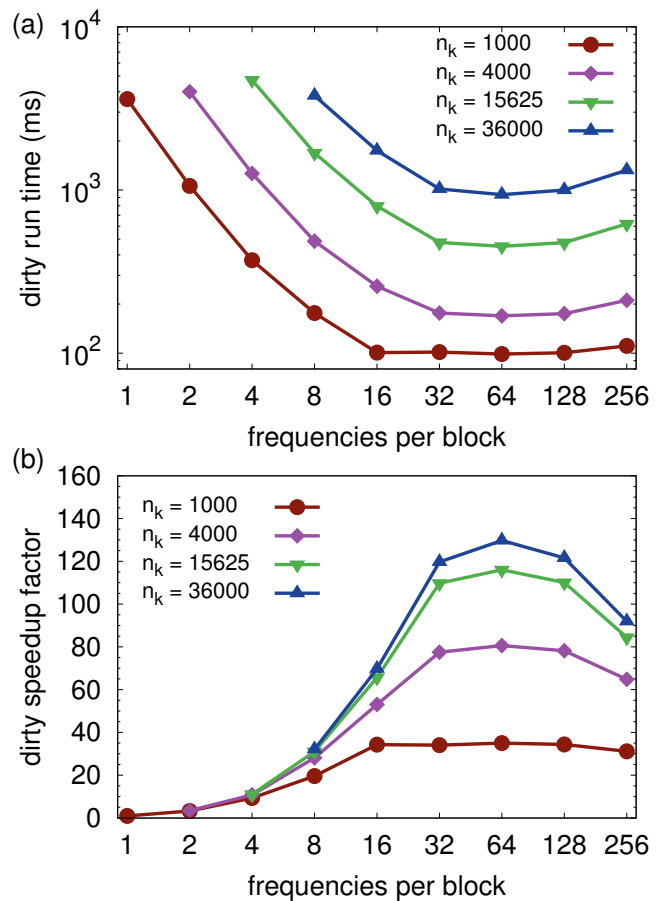 (a)
10^4
10^3
10^2
dirty run time (ms)
n_k = 1000
n_k = 4000
n_k = 15625
n_k = 36000
1 2 4 8 16 32 64 128 256
frequencies per block
(b)
160
140
120
100
80
60
40
20
0
dirty speedup factor
n_k = 1000
n_k = 4000
n_k = 15625
n_k = 36000
1 2 4 8 16 32 64 128 256
frequencies per block